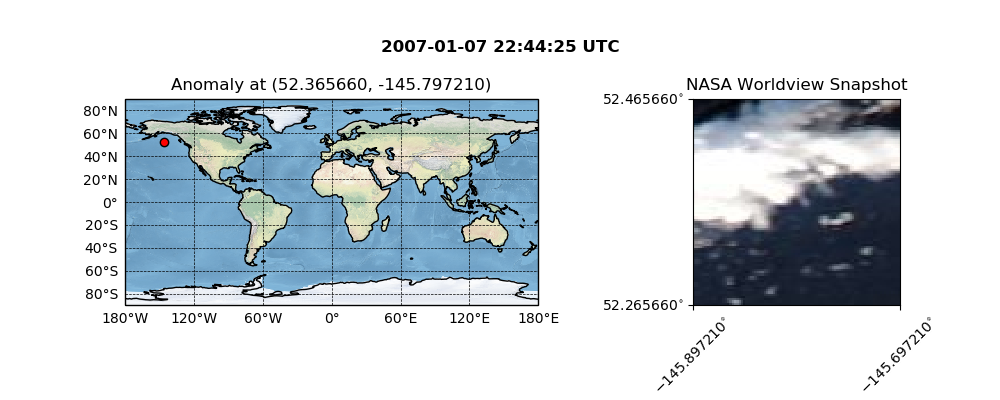 2007-01-07 22:44:25 UTC
Anomaly at (52.365660, -145.797210)
80°N
60°N
40°N
20°N
0°
20°S
40°S
60°S
80°S
180°W
120°W
60°W
0°
60°E
120°E
180°E
NASA Worldview Snapshot
52.465660°
52.265660°
−145.897210°
−145.697210°